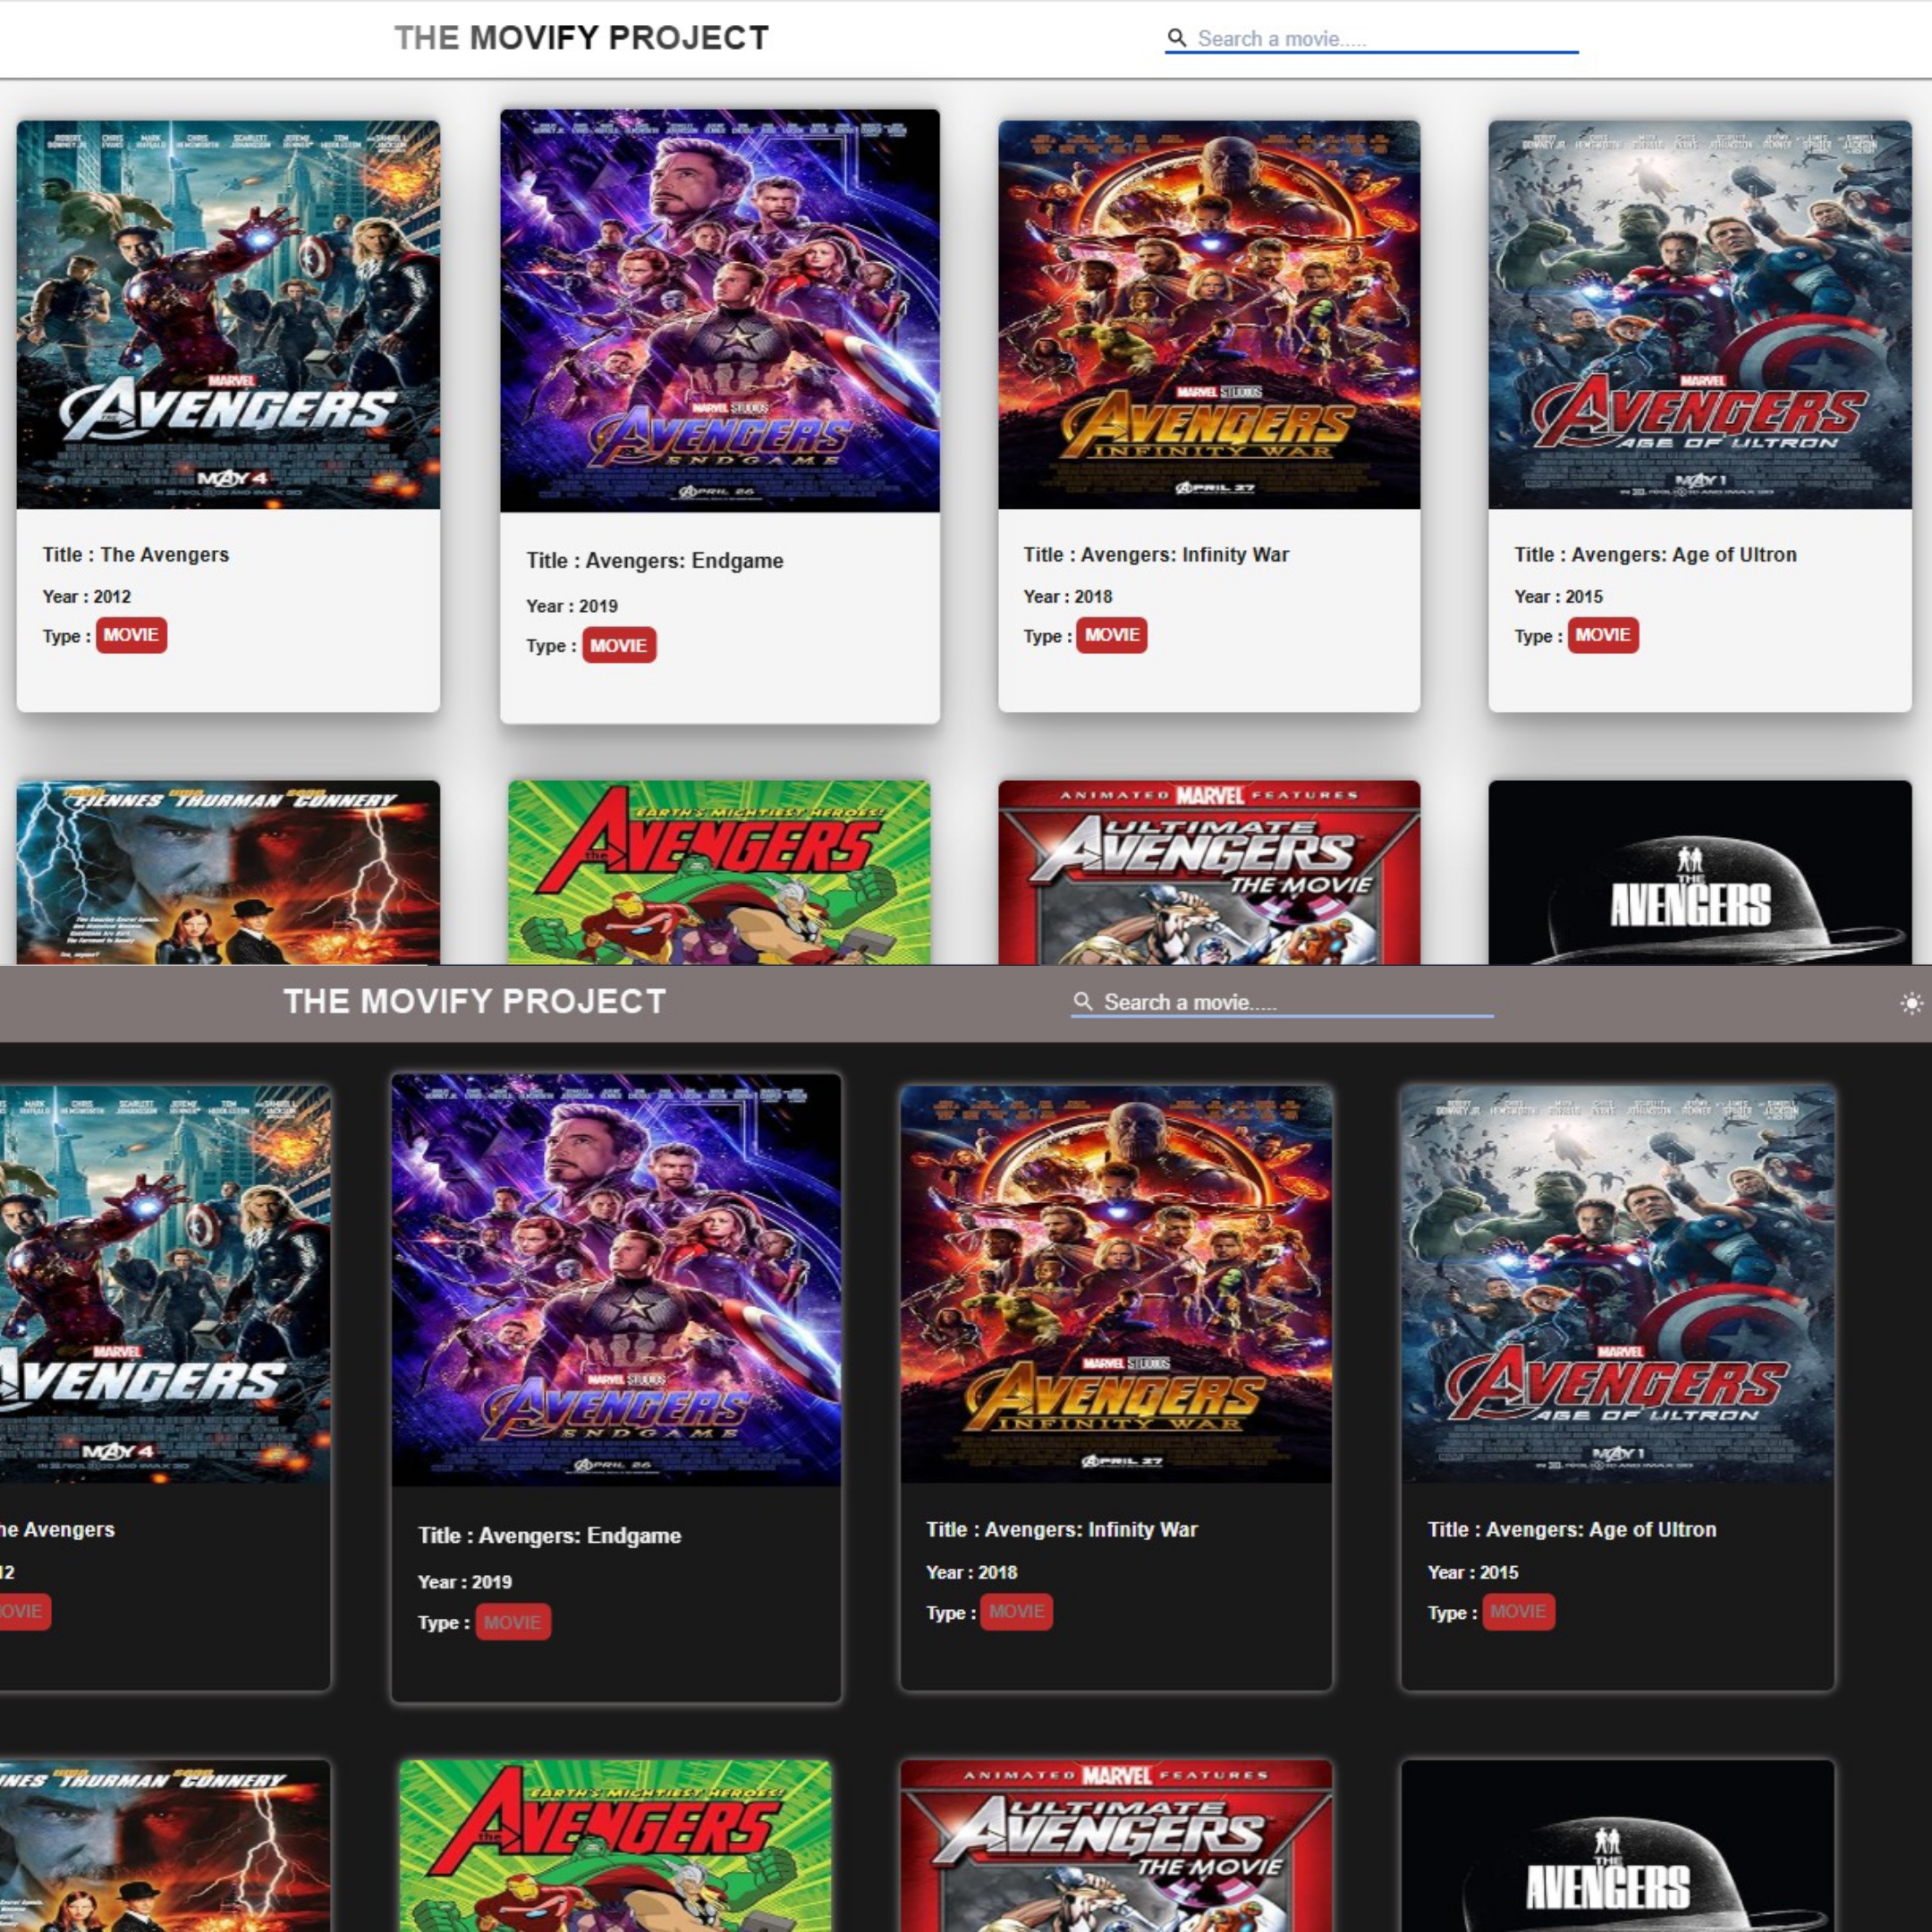 THE MOVIFY PROJECT
Search a movie.....
MARVEL
AVENGERS
MAY 4
MARVEL STUDIOS
AVENGERS
ENDGAME
APRIL 26
MARVEL STUDIOS
AVENGERS
INFINITY WAR
APRIL 27
MARVEL
AVENGERS
AGE OF ULTRON
MAY 1
Title : The Avengers
Year : 2012
Type : MOVIE
Title : Avengers: Endgame
Year : 2019
Type : MOVIE
Title : Avengers: Infinity War
Year : 2018
Type : MOVIE
Title : Avengers: Age of Ultron
Year : 2015
Type : MOVIE
FIENNES THURMAN CONNERY
EARTH'S MIGHTIEST HEROES!
the AVENGERS
ANIMATED MARVEL FEATURES
ULTIMATE
AVENGERS
THE MOVIE
THE
AVENGERS
THE MOVIFY PROJECT
Search a movie.....
MARVEL
AVENGERS
MAY 4
MARVEL STUDIOS
AVENGERS
ENDGAME
APRIL 26
MARVEL STUDIOS
AVENGERS
INFINITY WAR
APRIL 27
MARVEL
AVENGERS
AGE OF ULTRON
MAY 1
he Avengers
12
OVIE
Title : Avengers: Endgame
Year : 2019
Type : MOVIE
Title : Avengers: Infinity War
Year : 2018
Type : MOVIE
Title : Avengers: Age of Ultron
Year : 2015
Type : MOVIE
NES THURMAN CONNERY
EARTH'S MIGHTIEST HEROES!
the AVENGERS
ANIMATED MARVEL FEATURES
ULTIMATE
AVENGERS
THE MOVIE
THE
AVENGERS